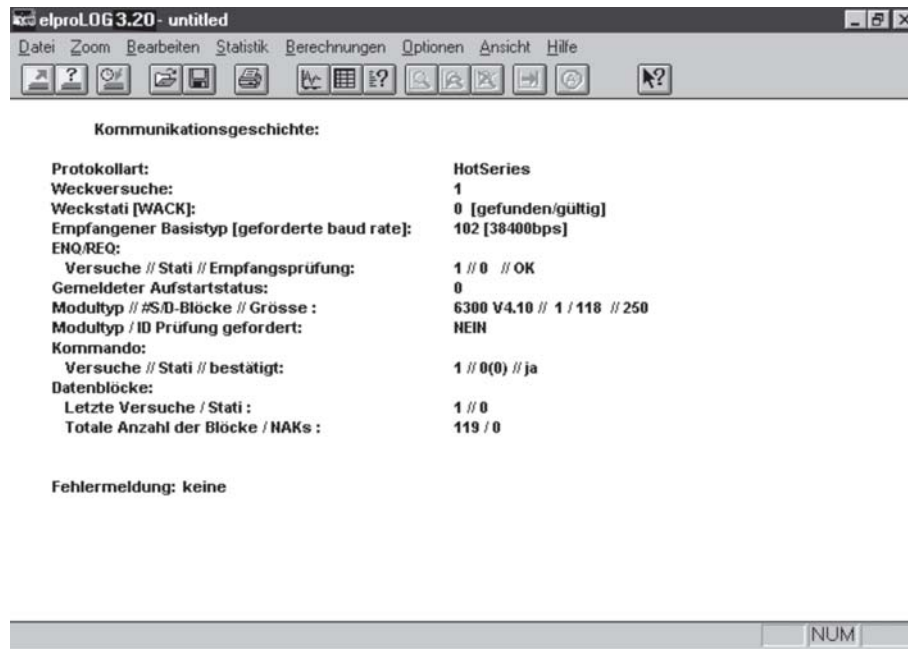 elproLOG 3.20 - untitled
Datei Zoom Bearbeiten Statistik Berechnungen Optionen Ansicht Hilfe
Kommunikationsgeschichte:
Protokollart: HotSeries
Weckversuche: 1
Weckstati [WACK]: 0 [gefunden/gültig]
Empfangener Basistyp [geforderte baud rate]: 102 [38400bps]
ENQ/REQ:
Versuche // Stati // Empfangsprüfung: 1 // 0 // OK
Gemeldeter Aufstartstatus: 0
Modultyp // #S/D-Blöcke // Grösse : 6300 V4.10 // 1 / 118 // 250
Modultyp / ID Prüfung gefordert: NEIN
Kommando:
Versuche // Stati // bestätigt: 1 // 0(0) // ja
Datenblöcke:
Letzte Versuche / Stati : 1 // 0
Totale Anzahl der Blöcke / NAKs : 119 / 0
Fehlermeldung: keine
NUM